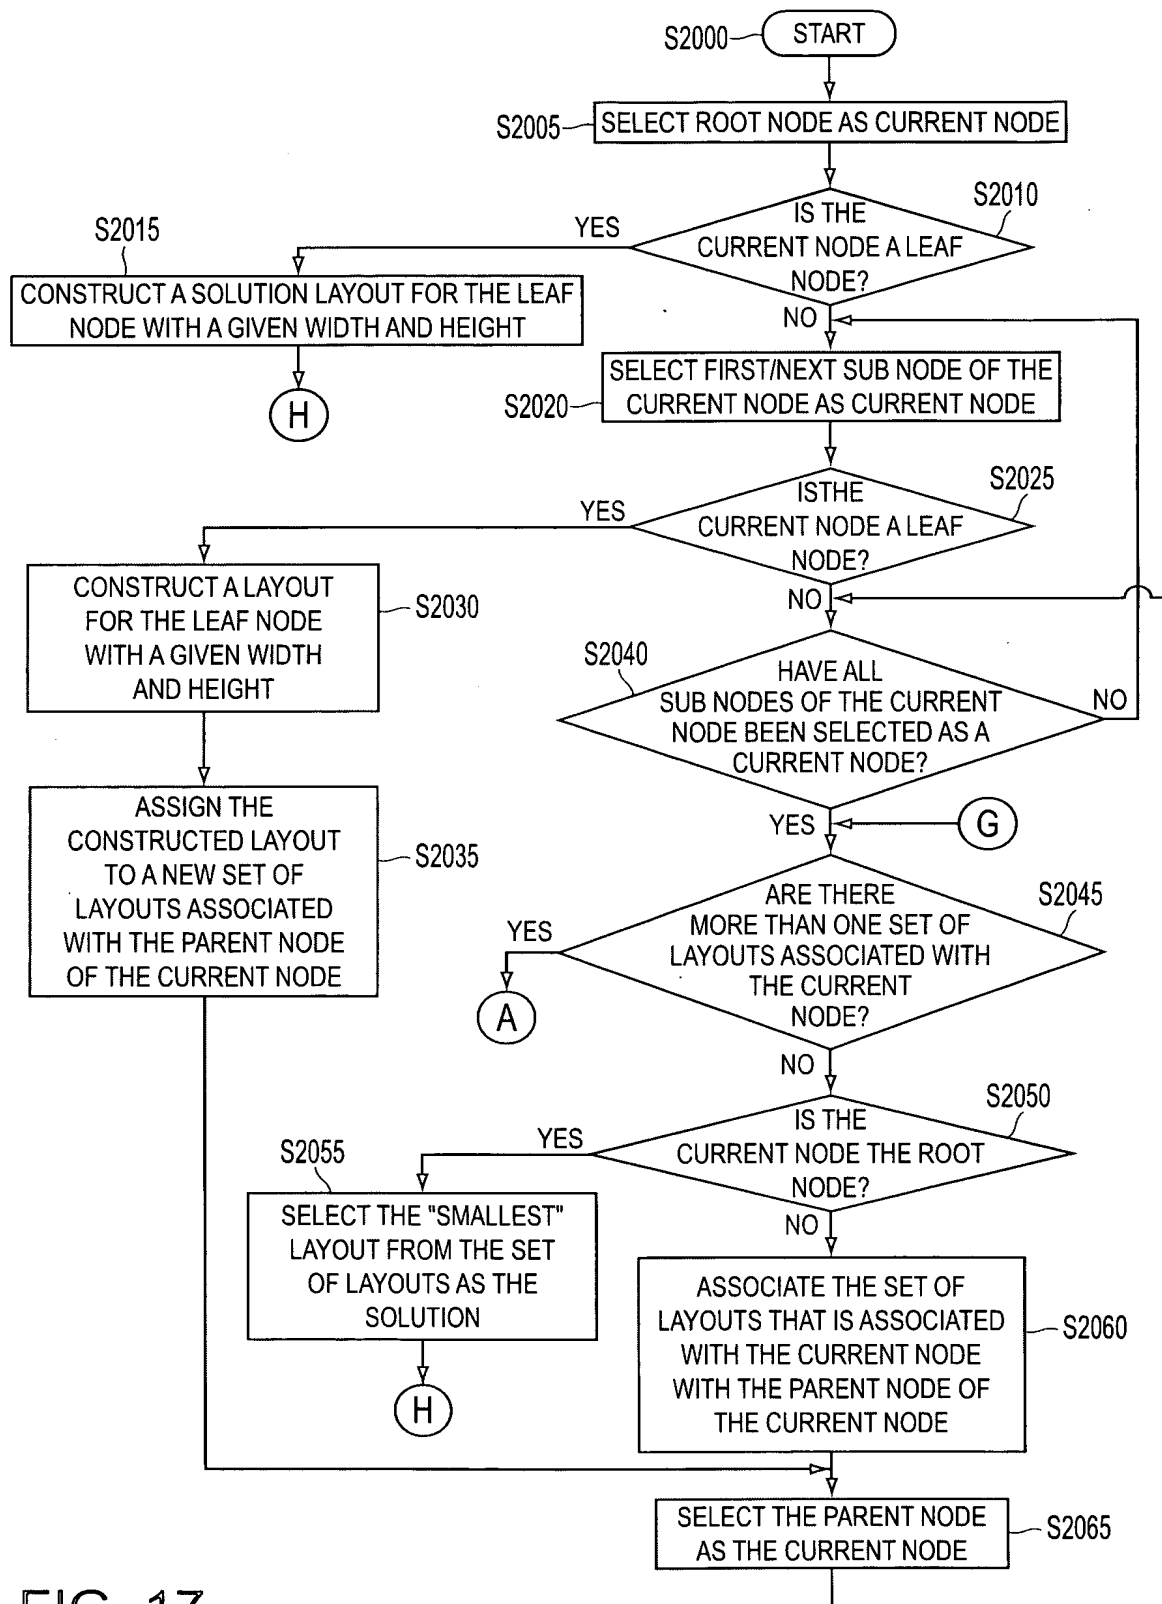 START
S2000
SELECT ROOT NODE AS CURRENT NODE
S2005
IS THE
CURRENT NODE A LEAF
NODE?
S2010
YES
NO
S2015
CONSTRUCT A SOLUTION LAYOUT FOR THE LEAF
NODE WITH A GIVEN WIDTH AND HEIGHT
H
SELECT FIRST/NEXT SUB NODE OF THE
CURRENT NODE AS CURRENT NODE
S2020
ISTHE
CURRENT NODE A LEAF
NODE?
S2025
YES
NO
CONSTRUCT A LAYOUT
FOR THE LEAF NODE
WITH A GIVEN WIDTH
AND HEIGHT
S2030
S2040
HAVE ALL
SUB NODES OF THE CURRENT
NODE BEEN SELECTED AS A
CURRENT NODE?
NO
YES
G
ASSIGN THE
CONSTRUCTED LAYOUT
TO A NEW SET OF
LAYOUTS ASSOCIATED
WITH THE PARENT NODE
OF THE CURRENT NODE
S2035
ARE THERE
MORE THAN ONE SET OF
LAYOUTS ASSOCIATED WITH
THE CURRENT
NODE?
S2045
YES
A
NO
IS THE
CURRENT NODE THE ROOT
NODE?
S2050
YES
NO
S2055
SELECT THE "SMALLEST"
LAYOUT FROM THE SET
OF LAYOUTS AS THE
SOLUTION
H
ASSOCIATE THE SET OF
LAYOUTS THAT IS ASSOCIATED
WITH THE CURRENT NODE
WITH THE PARENT NODE OF
THE CURRENT NODE
S2060
SELECT THE PARENT NODE
AS THE CURRENT NODE
S2065
FIG. 17